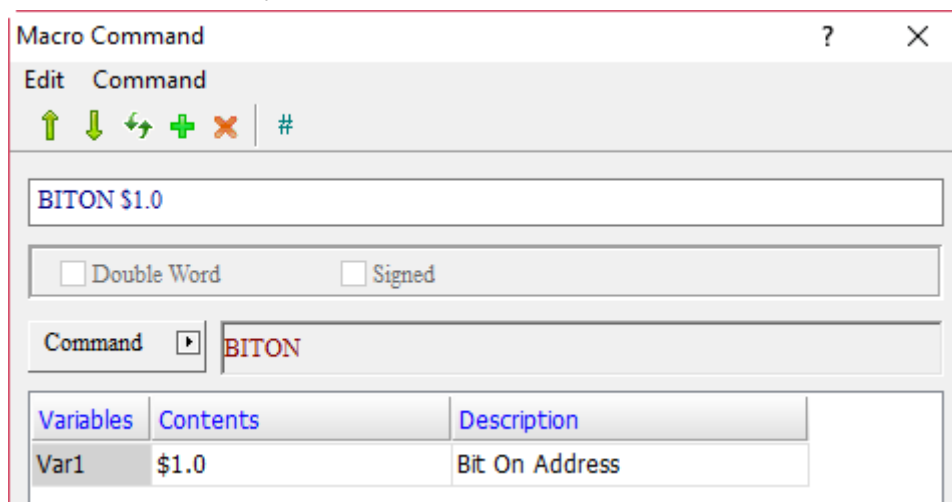 Macro Command ? ×
Edit Command
#
BITON $1.0
Double Word Signed
Command BITON
Variables Contents Description
Var1 $1.0 Bit On Address